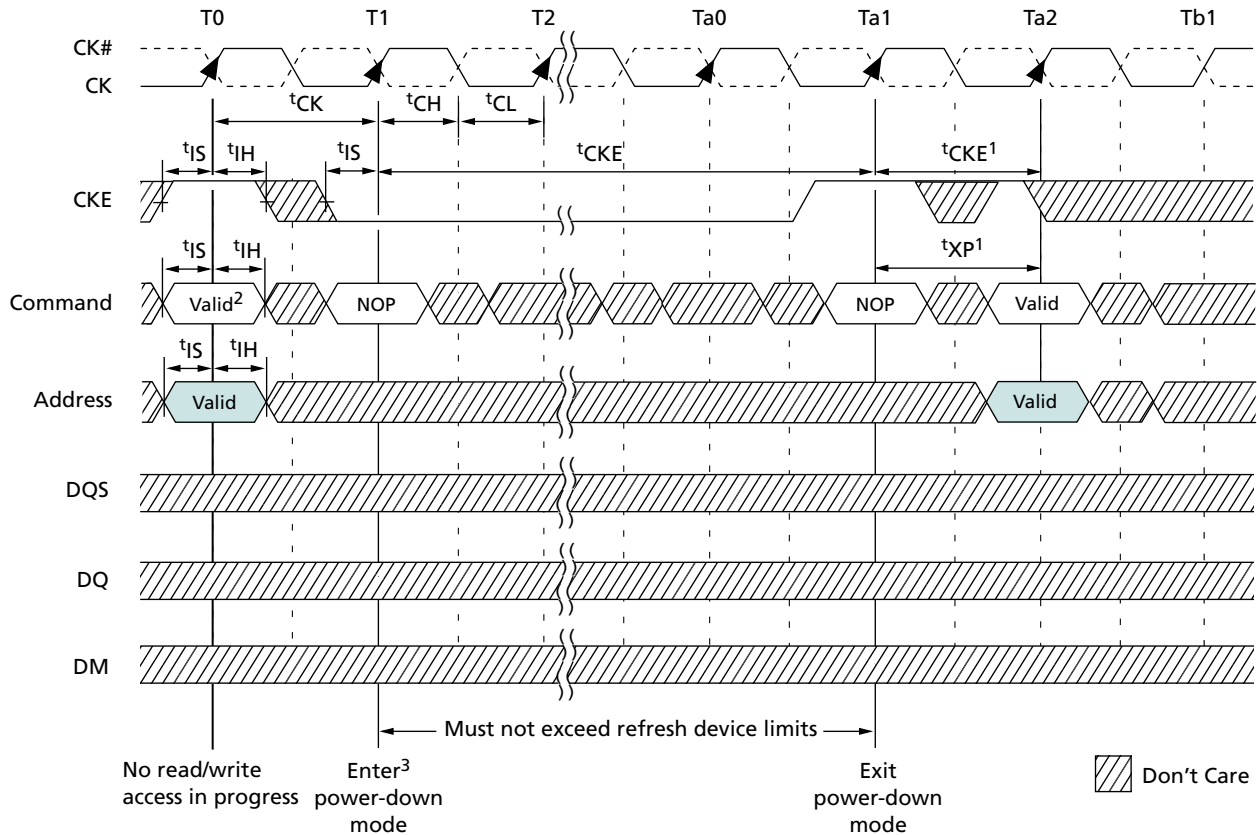 T0 T1 T2 Ta0 Ta1 Ta2 Tb1
CK#
CK
tCK tCH tCL
tIS tIH tIS tCKE tCKE1
CKE
tIS tIH tXP1
Command Valid2 NOP NOP Valid
tIS tIH
Address Valid Valid
DQS
DQ
DM
Must not exceed refresh device limits
No read/write
access in progress
Enter3
power-down
mode
Exit
power-down
mode
Don't Care